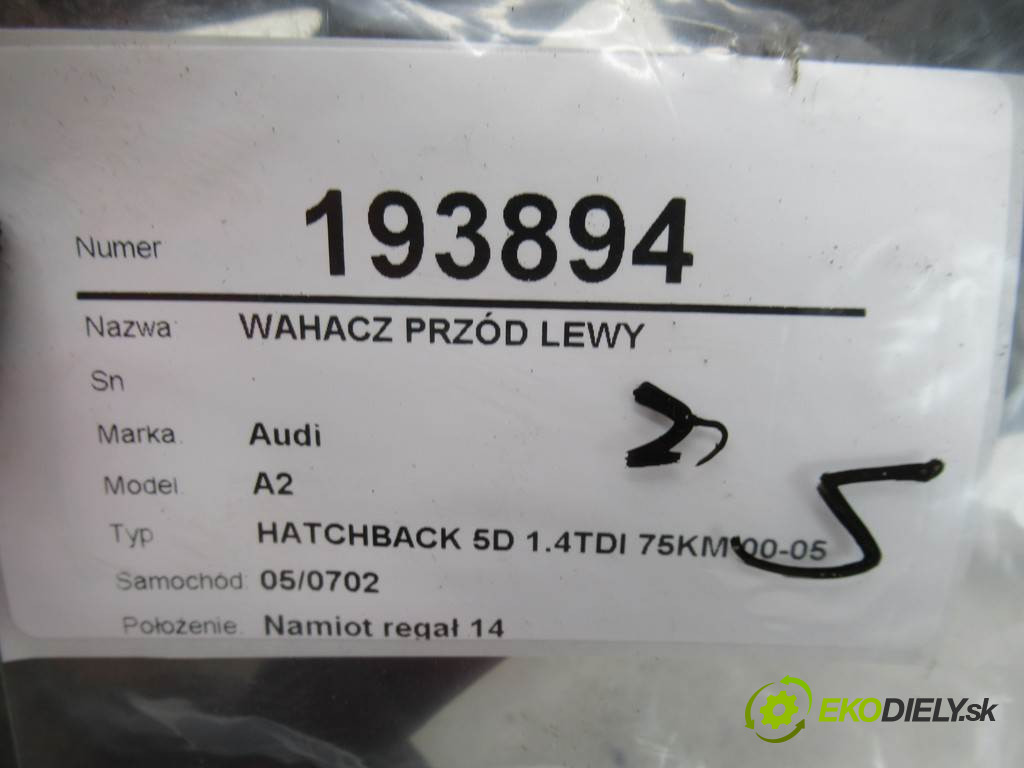 Numer 193894
Nazwa WAHACZ PRZÓD LEWY
Sn
Marka. Audi
Model. A2
Typ HATCHBACK 5D 1.4TDI 75KM 00-05
Samochód: 05/0702
Położenie. Namiot regał 14
5
EKODIELY.sk